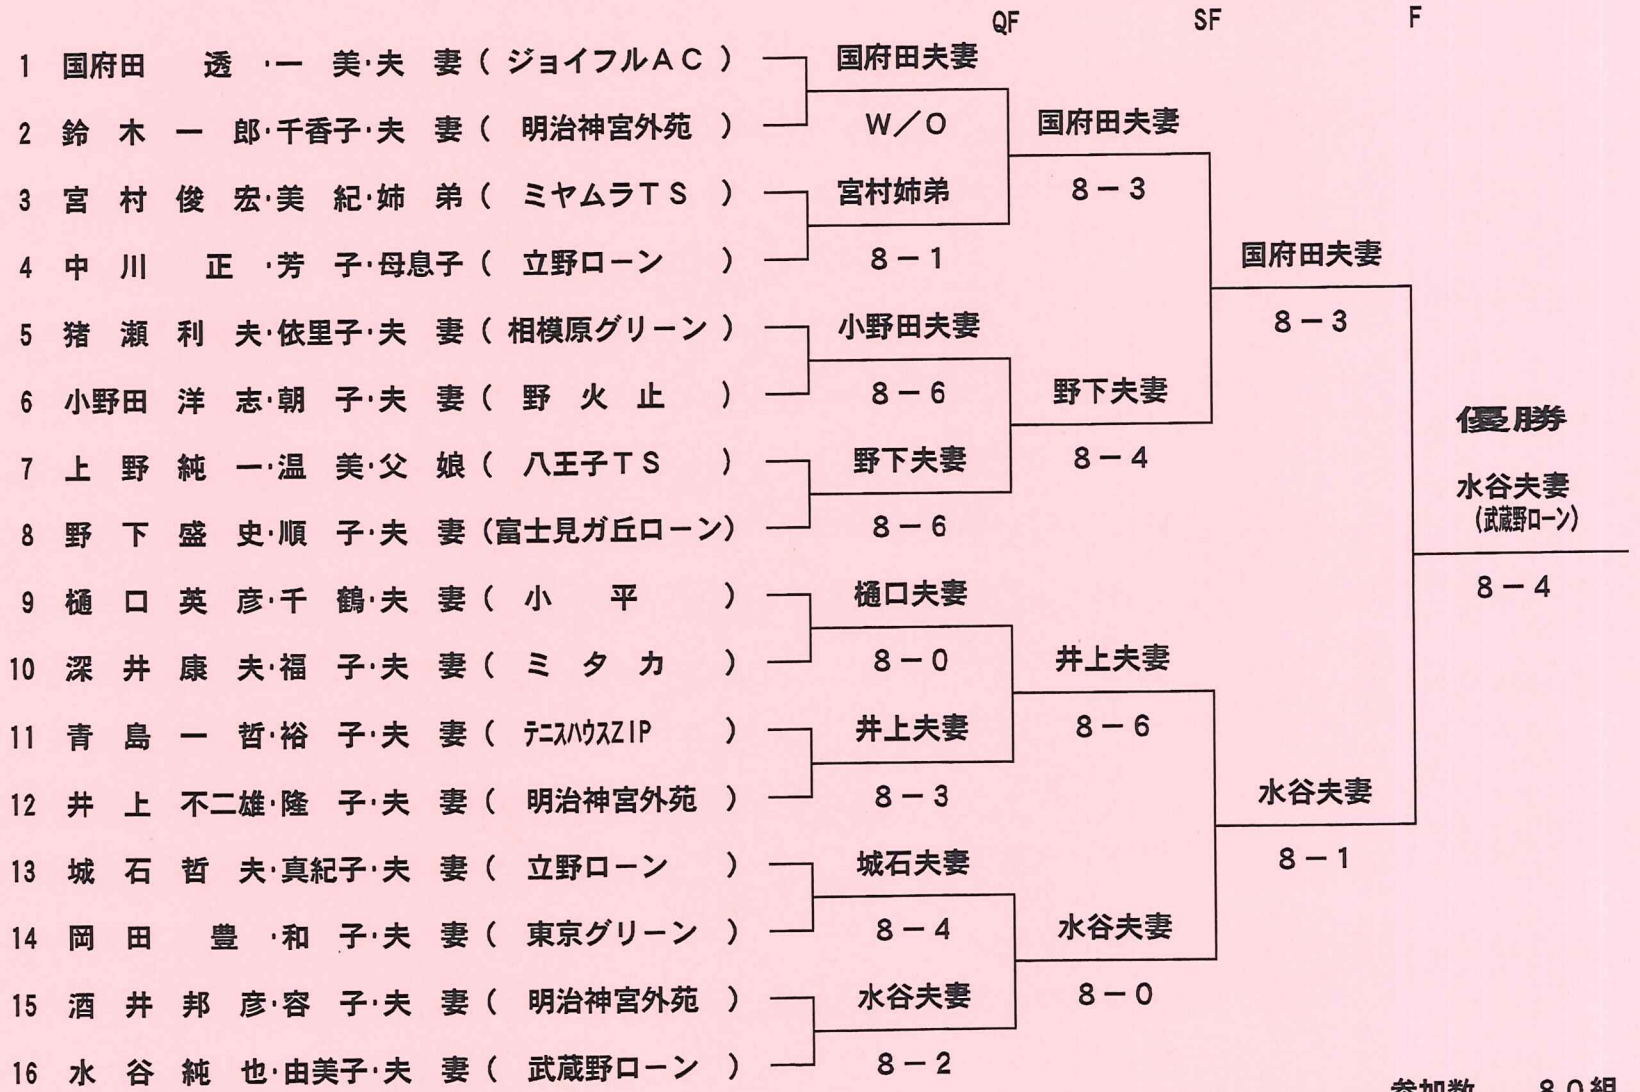 QF SF F
1 国府田 透・一 美・夫 妻 ( ジョイフルAC )
国府田夫妻
2 鈴 木 一 郎・千香子・夫 妻 ( 明治神宮外苑 )
W/O
国府田夫妻
3 宮 村 俊 宏・美 紀・姉 弟 ( ミヤムラTS )
宮村姉弟
8-3
4 中 川 正 ・芳 子・母息子 ( 立野ローン )
8-1
国府田夫妻
5 猪 瀬 利 夫・依里子・夫 妻 ( 相模原グリーン )
小野田夫妻
8-3
6 小野田 洋 志・朝 子・夫 妻 ( 野 火 止 )
8-6
野下夫妻
優勝
7 上 野 純 一・温 美・父 娘 ( 八王子TS )
野下夫妻
8-4
水谷夫妻
(武蔵野ローン)
8 野 下 盛 史・順 子・夫 妻 (富士見ガ丘ローン)
8-6
9 樋 口 英 彦・千 鶴・夫 妻 ( 小 平 )
樋口夫妻
8-4
10 深 井 康 夫・福 子・夫 妻 ( ミ タ カ )
8-0
井上夫妻
11 青 島 一 哲・裕 子・夫 妻 ( テニスハウスZIP )
井上夫妻
8-6
12 井 上 不二雄・隆 子・夫 妻 ( 明治神宮外苑 )
8-3
水谷夫妻
13 城 石 哲 夫・真紀子・夫 妻 ( 立野ローン )
城石夫妻
8-1
14 岡 田 豊 ・和 子・夫 妻 ( 東京グリーン )
8-4
水谷夫妻
15 酒 井 邦 彦・容 子・夫 妻 ( 明治神宮外苑 )
水谷夫妻
8-0
16 水 谷 純 也・由美子・夫 妻 ( 武蔵野ローン )
8-2
参加数 80組